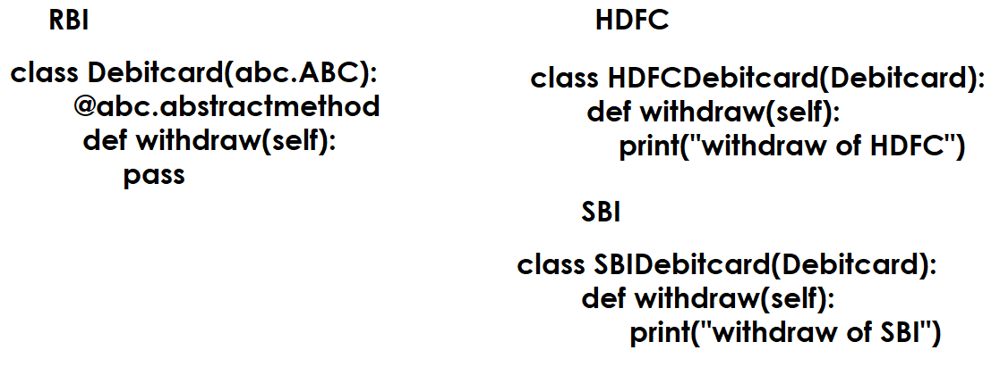 RBI
class Debitcard(abc.ABC):
@abc.abstractmethod
def withdraw(self):
pass
HDFC
class HDFCDebitcard(Debitcard):
def withdraw(self):
print("withdraw of HDFC")
SBI
class SBIDebitcard(Debitcard):
def withdraw(self):
print("withdraw of SBI")